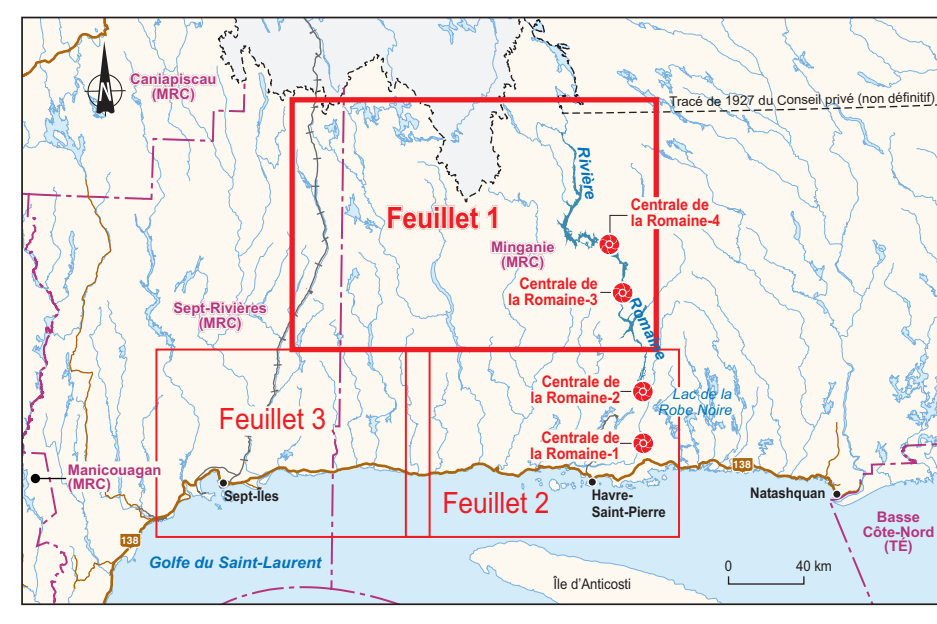 N
Caniapiscau
(MRC)
Tracé de 1927 du Conseil privé (non définitif)
Rivière
Centrale de
la Romaine-4
Feuillet 1
Minganie
(MRC)
Centrale de
la Romaine-3
Romaine
Sept-Rivières
(MRC)
Centrale de
la Romaine-2
Lac de la
Robe Noire
Feuillet 3
Centrale de
la Romaine-1
Manicouagan
(MRC)
138
Sept-Îles
Feuillet 2
Havre-
Saint-Pierre
Natashquan
Basse
Côte-Nord
(TÉ)
138
Golfe du Saint-Laurent
Île d'Anticosti
0 40 km